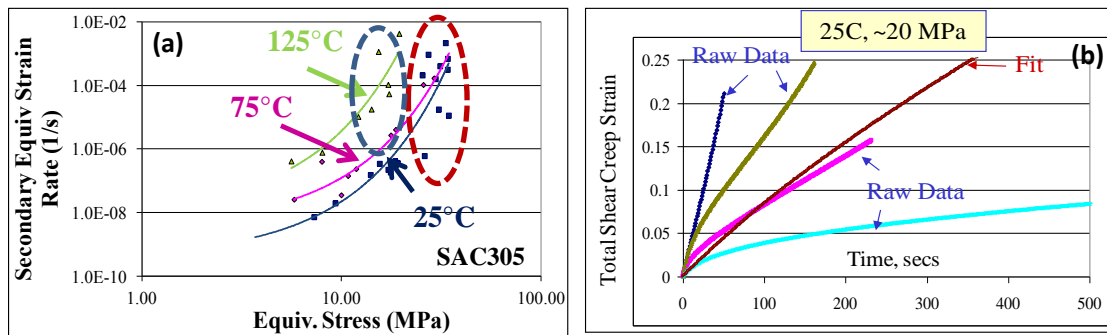 (a)
Secondary Equiv Strain
Rate (1/s)
1.0E-02
1.0E-04
1.0E-06
1.0E-08
1.0E-10
125°C
75°C
25°C
SAC305
1.00
10.00
100.00
Equiv. Stress (MPa)
25C, ~20 MPa
(b)
Total Shear Creep Strain
0.25
0.2
0.15
0.1
0.05
0
Raw Data
Fit
Raw Data
Time, secs
0
100
200
300
400
500